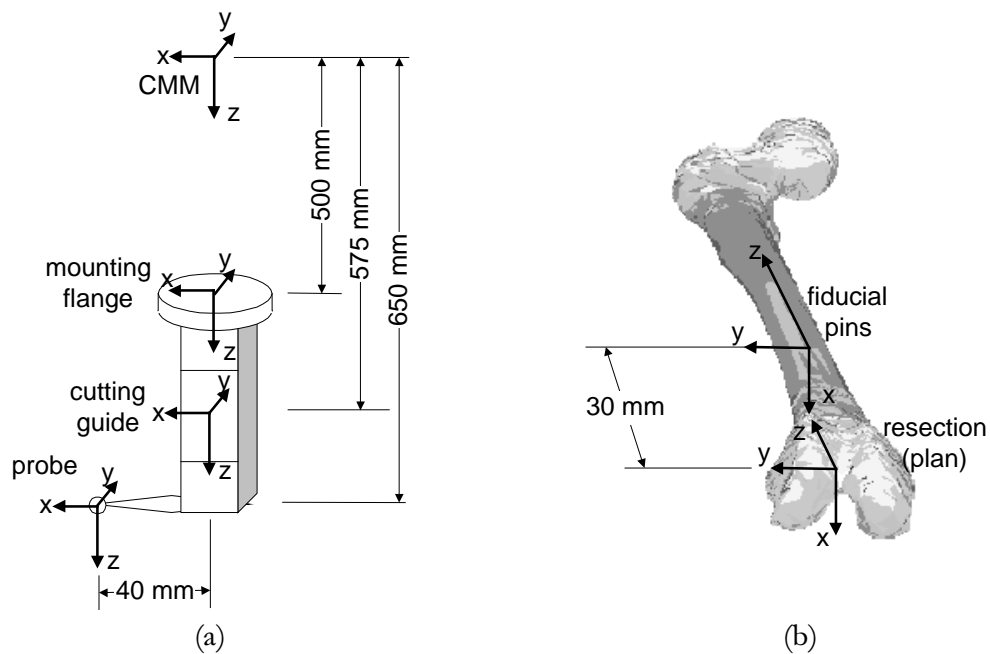 y
x
CMM
z
500 mm
575 mm
650 mm
mounting
flange
x
y
z
cutting
guide
x
y
z
probe
x
y
z
40 mm
(a)
z
fiducial
pins
y
x
30 mm
z
resection
(plan)
y
x
(b)